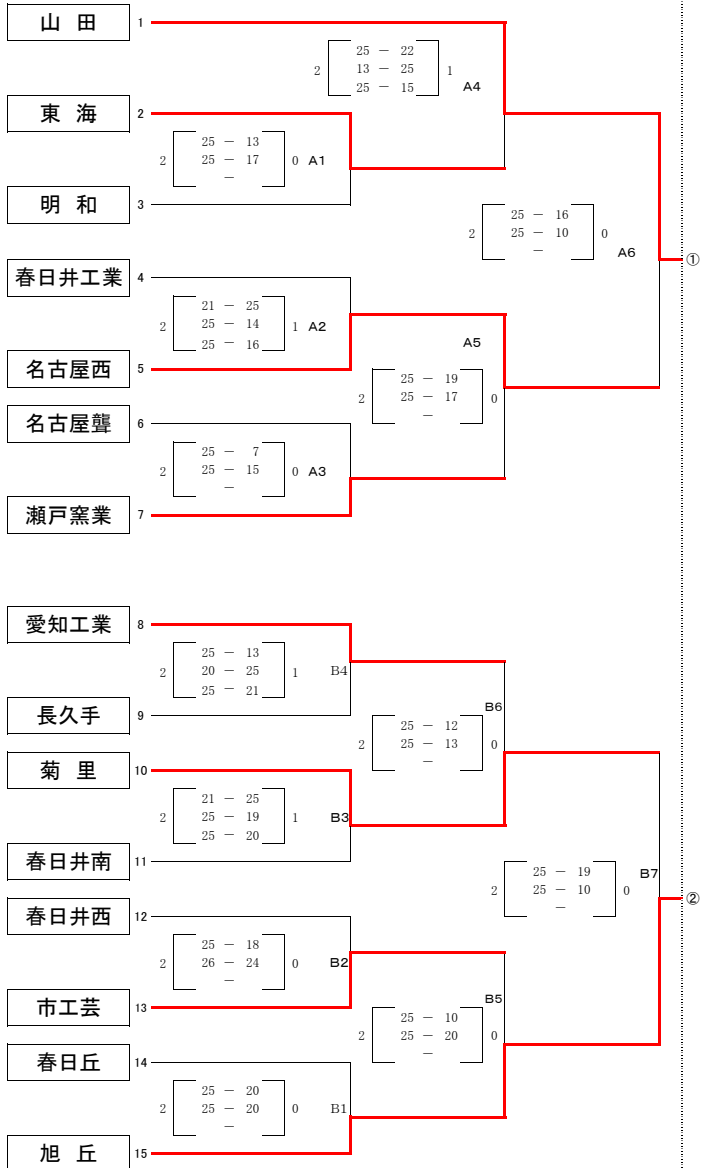 山 田 1
25 － 22
2 13 － 25 1
25 － 15 A4
東 海 2
25 － 13
2 25 － 17 0 A1
－
明 和 3
25 － 16
2 25 － 10 0
－ A6
①
春日井工業 4
21 － 25
2 25 － 14 1 A2
25 － 16
A5
名古屋西 5
25 － 19
2 25 － 17 0
－
名古屋聾 6
25 － 7
2 25 － 15 0 A3
－
瀬戸窯業 7
愛知工業 8
25 － 13
2 20 － 25 1 B4
25 － 21
長久手 9
B6
25 － 12
2 25 － 13 0
－
菊 里 10
21 － 25
2 25 － 19 1 B3
25 － 20
春日井南 11
25 － 19 B7
2 25 － 10 0
－
②
春日井西 12
25 － 18
2 26 － 24 0 B2
－
市工芸 13
B5
25 － 10
2 25 － 20 0
－
春日丘 14
25 － 20
2 25 － 20 0 B1
－
旭 丘 15